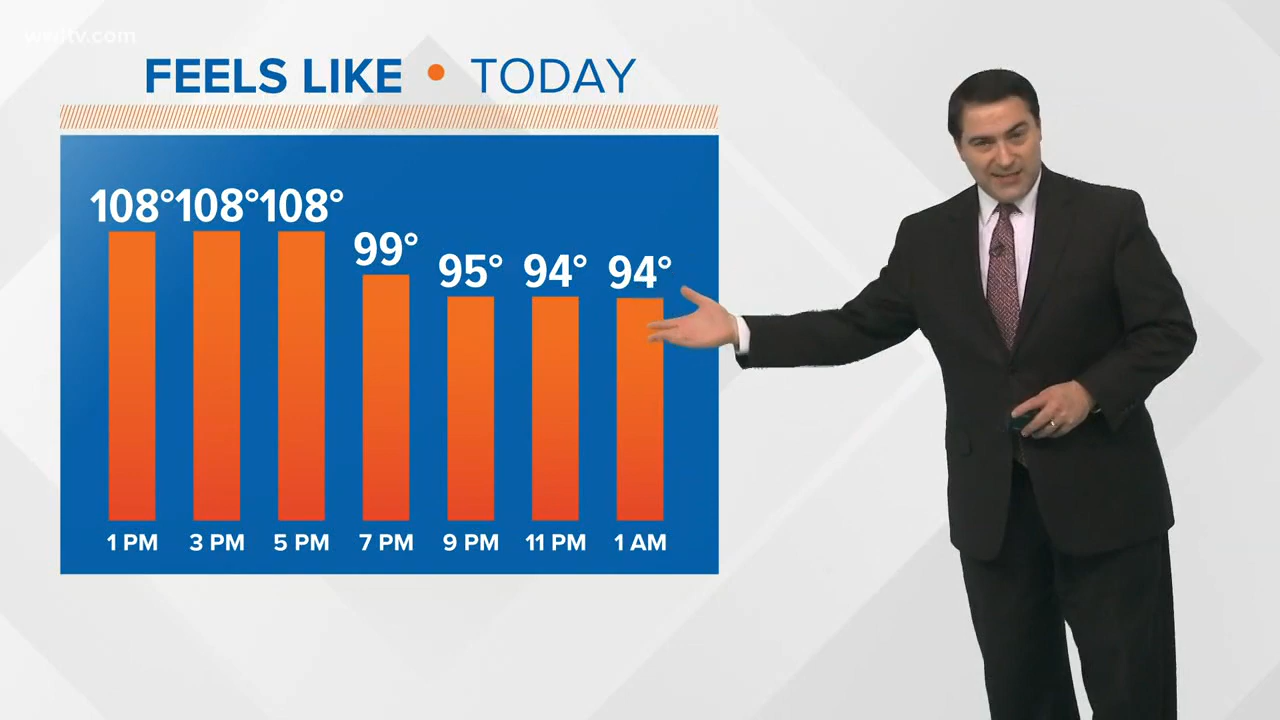 wwltv.com
FEELS LIKE • TODAY
108° 108° 108° 99° 95° 94° 94°
1 PM 3 PM 5 PM 7 PM 9 PM 11 PM 1 AM